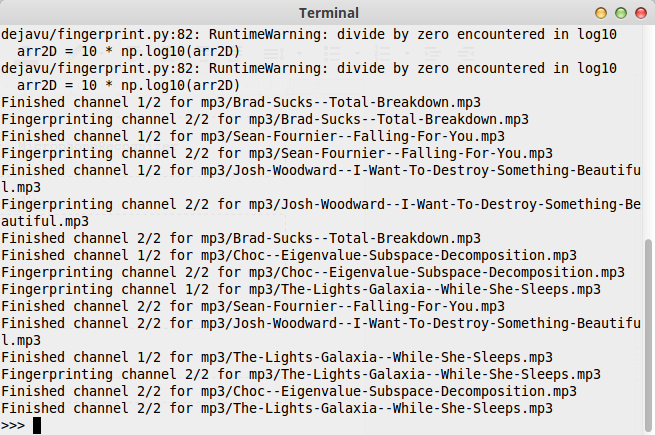 Terminal
dejavu/fingerprint.py:82: RuntimeWarning: divide by zero encountered in log10
  arr2D = 10 * np.log10(arr2D)
dejavu/fingerprint.py:82: RuntimeWarning: divide by zero encountered in log10
  arr2D = 10 * np.log10(arr2D)
Finished channel 1/2 for mp3/Brad-Sucks--Total-Breakdown.mp3
Fingerprinting channel 2/2 for mp3/Brad-Sucks--Total-Breakdown.mp3
Finished channel 1/2 for mp3/Sean-Fournier--Falling-For-You.mp3
Fingerprinting channel 2/2 for mp3/Sean-Fournier--Falling-For-You.mp3
Finished channel 1/2 for mp3/Josh-Woodward--I-Want-To-Destroy-Something-Beautifu
l.mp3
Fingerprinting channel 2/2 for mp3/Josh-Woodward--I-Want-To-Destroy-Something-Be
autiful.mp3
Finished channel 2/2 for mp3/Brad-Sucks--Total-Breakdown.mp3
Finished channel 1/2 for mp3/Choc--Eigenvalue-Subspace-Decomposition.mp3
Fingerprinting channel 2/2 for mp3/Choc--Eigenvalue-Subspace-Decomposition.mp3
Fingerprinting channel 1/2 for mp3/The-Lights-Galaxia--While-She-Sleeps.mp3
Finished channel 2/2 for mp3/Sean-Fournier--Falling-For-You.mp3
Finished channel 2/2 for mp3/Josh-Woodward--I-Want-To-Destroy-Something-Beautifu
l.mp3
Finished channel 1/2 for mp3/The-Lights-Galaxia--While-She-Sleeps.mp3
Fingerprinting channel 2/2 for mp3/The-Lights-Galaxia--While-She-Sleeps.mp3
Finished channel 2/2 for mp3/Choc--Eigenvalue-Subspace-Decomposition.mp3
Finished channel 2/2 for mp3/The-Lights-Galaxia--While-She-Sleeps.mp3
>>>